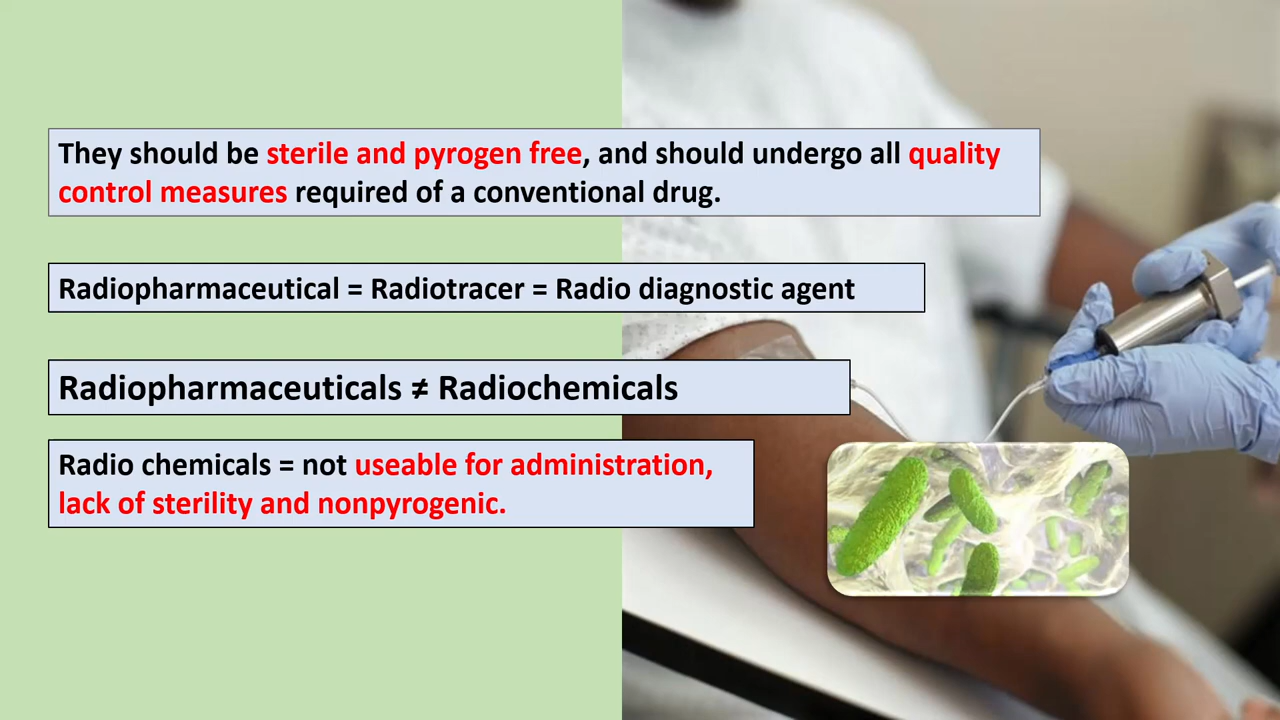 They should be sterile and pyrogen free, and should undergo all quality
control measures required of a conventional drug.
Radiopharmaceutical = Radiotracer = Radio diagnostic agent
Radiopharmaceuticals ≠ Radiochemicals
Radio chemicals = not useable for administration,
lack of sterility and nonpyrogenic.